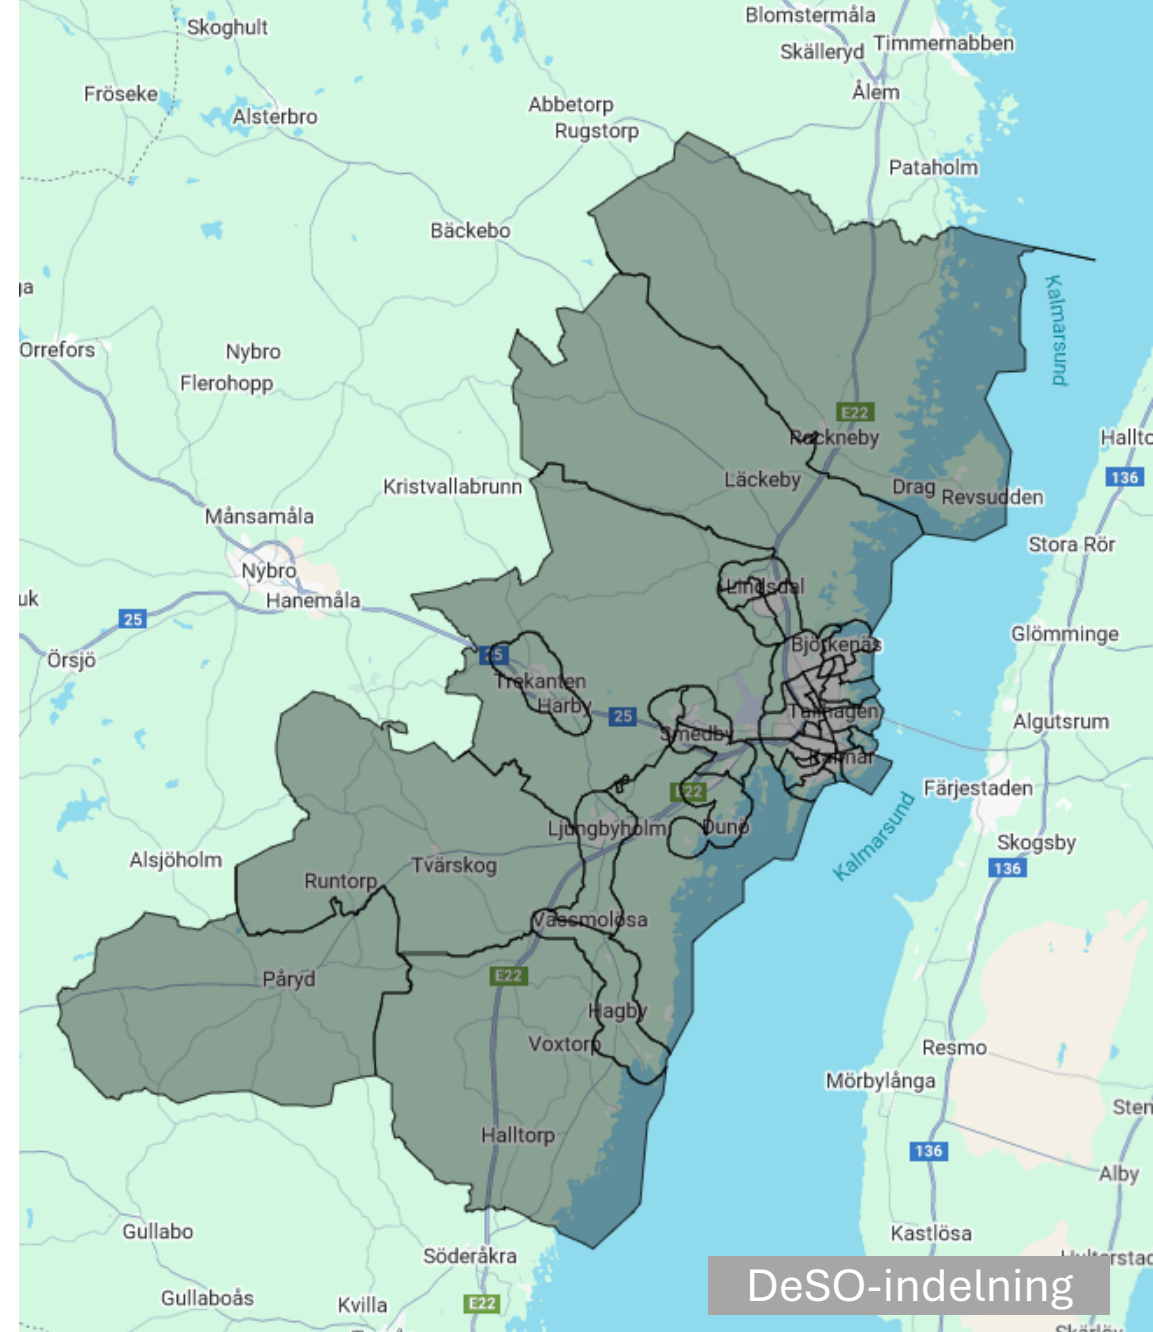 Blomstermåla
Skoghult
Timmernabben
Skälleryd
Fröseke
Ålem
Abbetorp
Alsterbro
Rugstorp
Pataholm
Bäckebo
Kalmarsund
Orrefors
Nybro
Flerohopp
E22
Rockneby
Hallto
136
Läckeby
Kristvallabrunn
Drag
Revsudden
Månsamåla
Stora Rör
Nybro
Lindsdal
uk
Hanemåla
25
Glömminge
Björkenäs
25
Örsjö
Trekanten
Harby
25
Tallhagen
Algutsrum
Smedby
Kalmar
E22
Färjestaden
Ljungbyholm
Dunö
Kalmarsund
Skogsby
Alsjöholm
Tvärskog
136
Runtorp
Vassmolösa
Påryd
E22
Hagby
Voxtorp
Resmo
Mörbylånga
Sten
Halltorp
136
Alby
Gullabo
Kastlösa
Söderåkra
DeSO-indelning
Gullaboås
Kvilla
E22